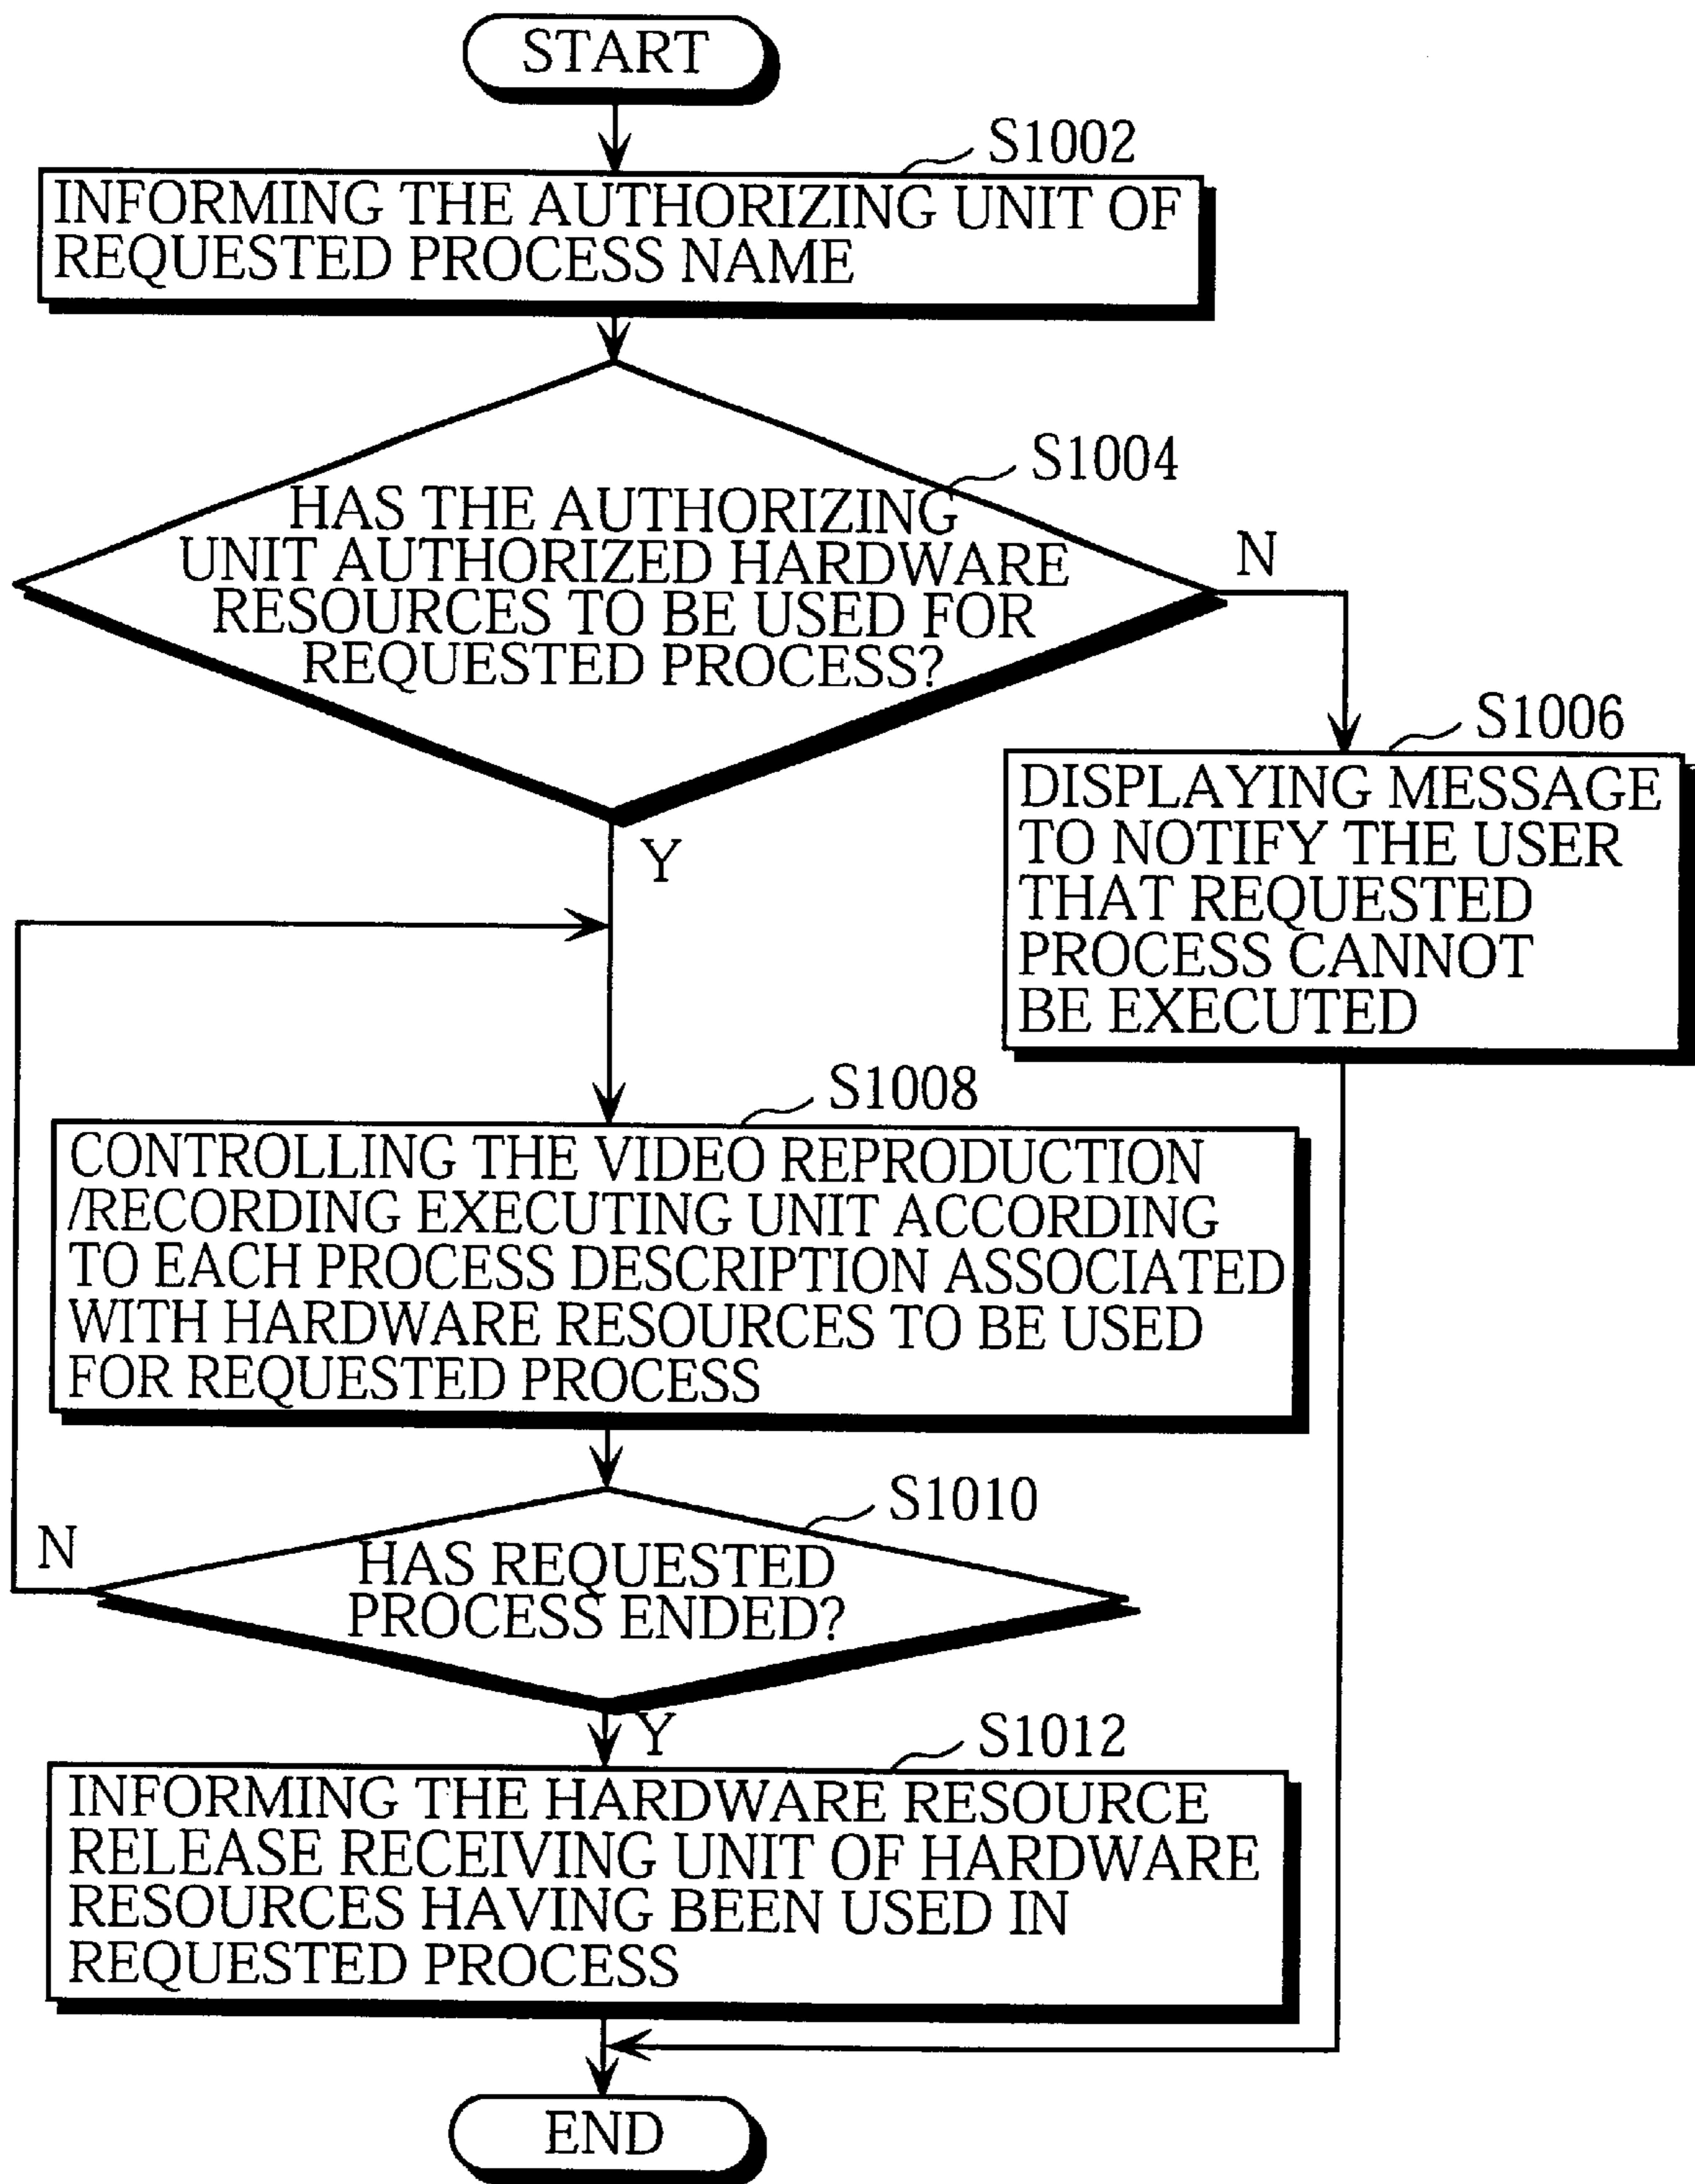 START
S1002
INFORMING THE AUTHORIZING UNIT OF
REQUESTED PROCESS NAME
S1004
HAS THE AUTHORIZING
UNIT AUTHORIZED HARDWARE
RESOURCES TO BE USED FOR
REQUESTED PROCESS?
N
Y
S1006
DISPLAYING MESSAGE
TO NOTIFY THE USER
THAT REQUESTED
PROCESS CANNOT
BE EXECUTED
S1008
CONTROLLING THE VIDEO REPRODUCTION
/RECORDING EXECUTING UNIT ACCORDING
TO EACH PROCESS DESCRIPTION ASSOCIATED
WITH HARDWARE RESOURCES TO BE USED
FOR REQUESTED PROCESS
S1010
N
HAS REQUESTED
PROCESS ENDED?
Y
S1012
INFORMING THE HARDWARE RESOURCE
RELEASE RECEIVING UNIT OF HARDWARE
RESOURCES HAVING BEEN USED IN
REQUESTED PROCESS
END